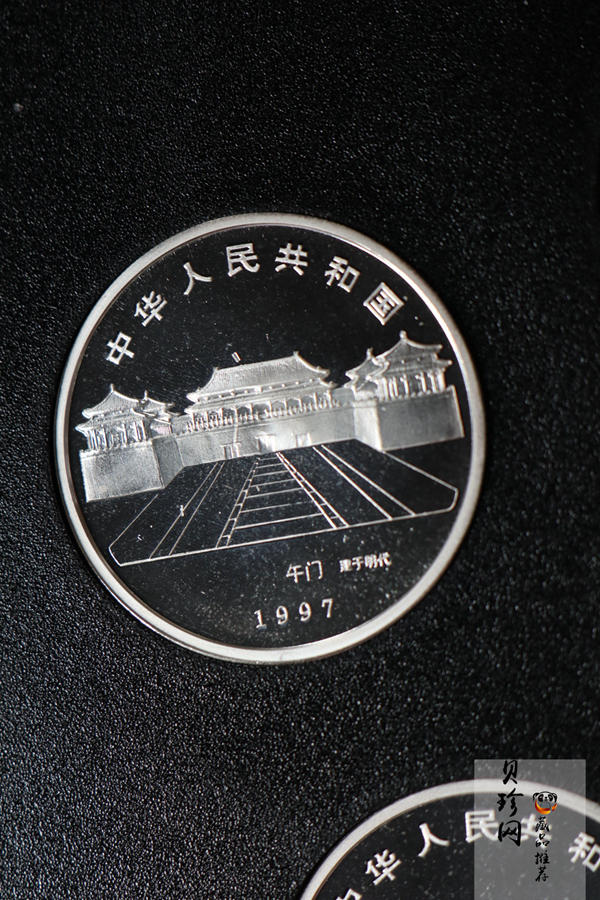 中华人民共和国
午门 建于明代
1997
中华人民共和
贝珍网
藏品推荐